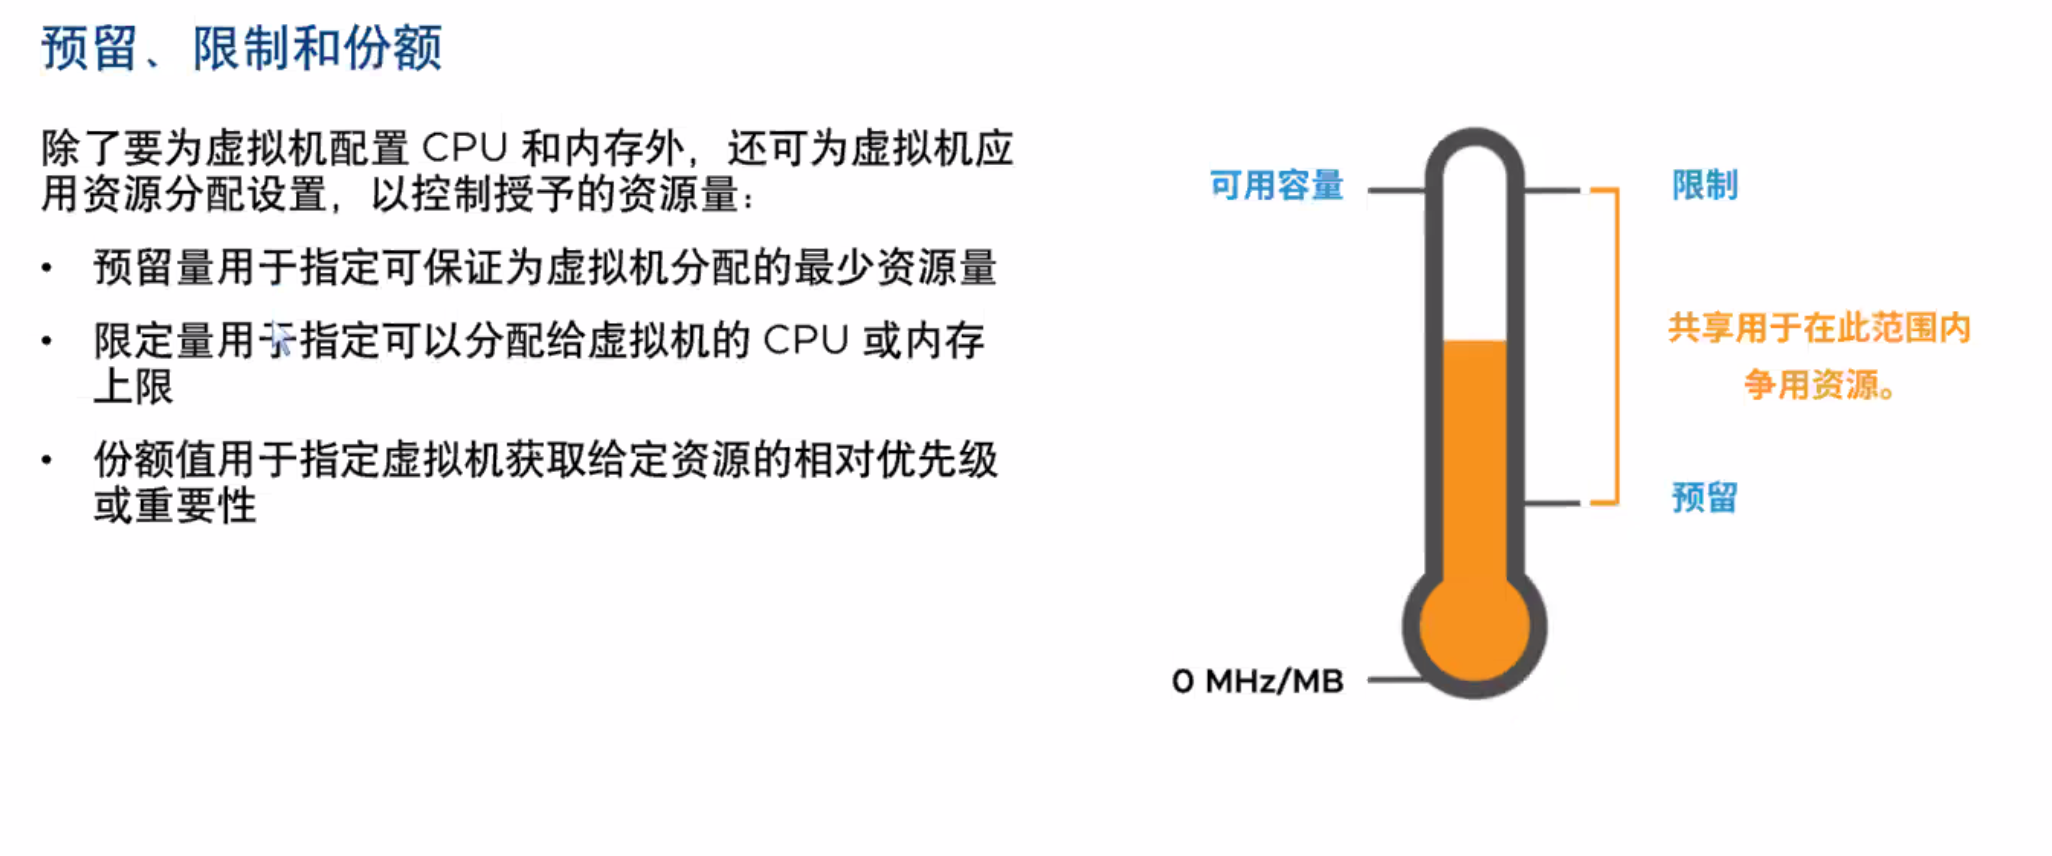 预留、限制和份额
除了要为虚拟机配置 CPU 和内存外，还可为虚拟机应
用资源分配设置，以控制授予的资源量：
• 预留量用于指定可保证为虚拟机分配的最少资源量
• 限定量用于指定可以分配给虚拟机的 CPU 或内存
上限
• 份额值用于指定虚拟机获取给定资源的相对优先级
或重要性
可用容量
限制
共享用于在此范围内
争用资源。
预留
0 MHz/MB